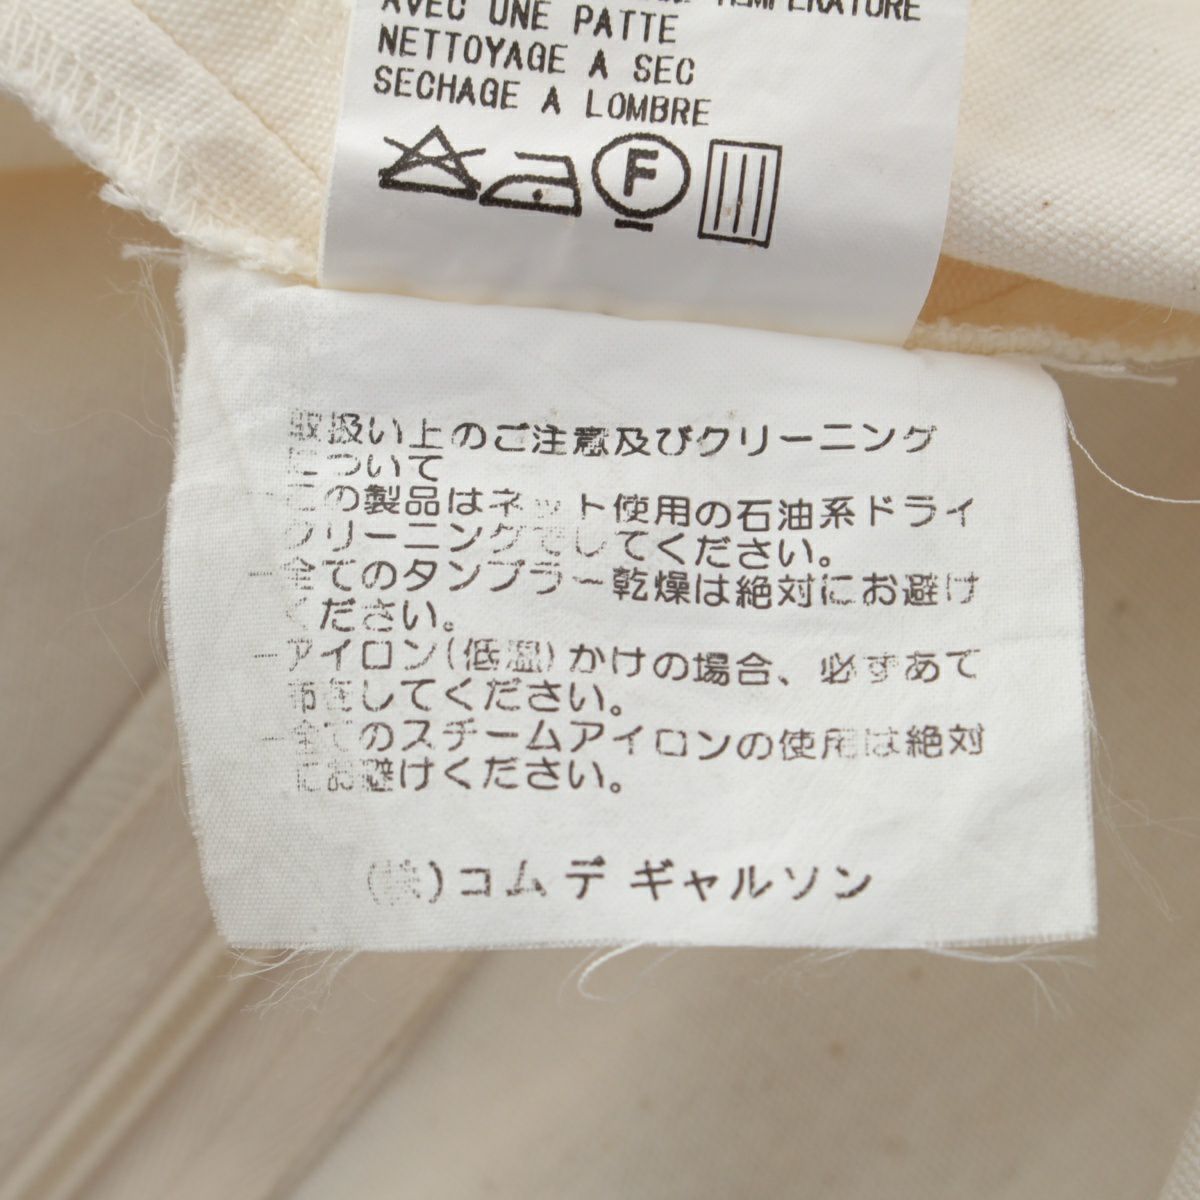 TEMPERATURE
AVEC UNE PATTE
NETTOYAGE A SEC
SECHAGE A LOMBRE
F
取扱い上のご注意及びクリーニング
について
ーこの製品はネット使用の石油系ドライ
クリーニングでしてください。
ー全てのタンブラー乾燥は絶対にお避け
ください。
ーアイロン(低温)かけの場合、必ずあて
布をしてください。
ー全てのスチームアイロンの使用は絶対
にお避けください。
(株)コム デ ギャルソン